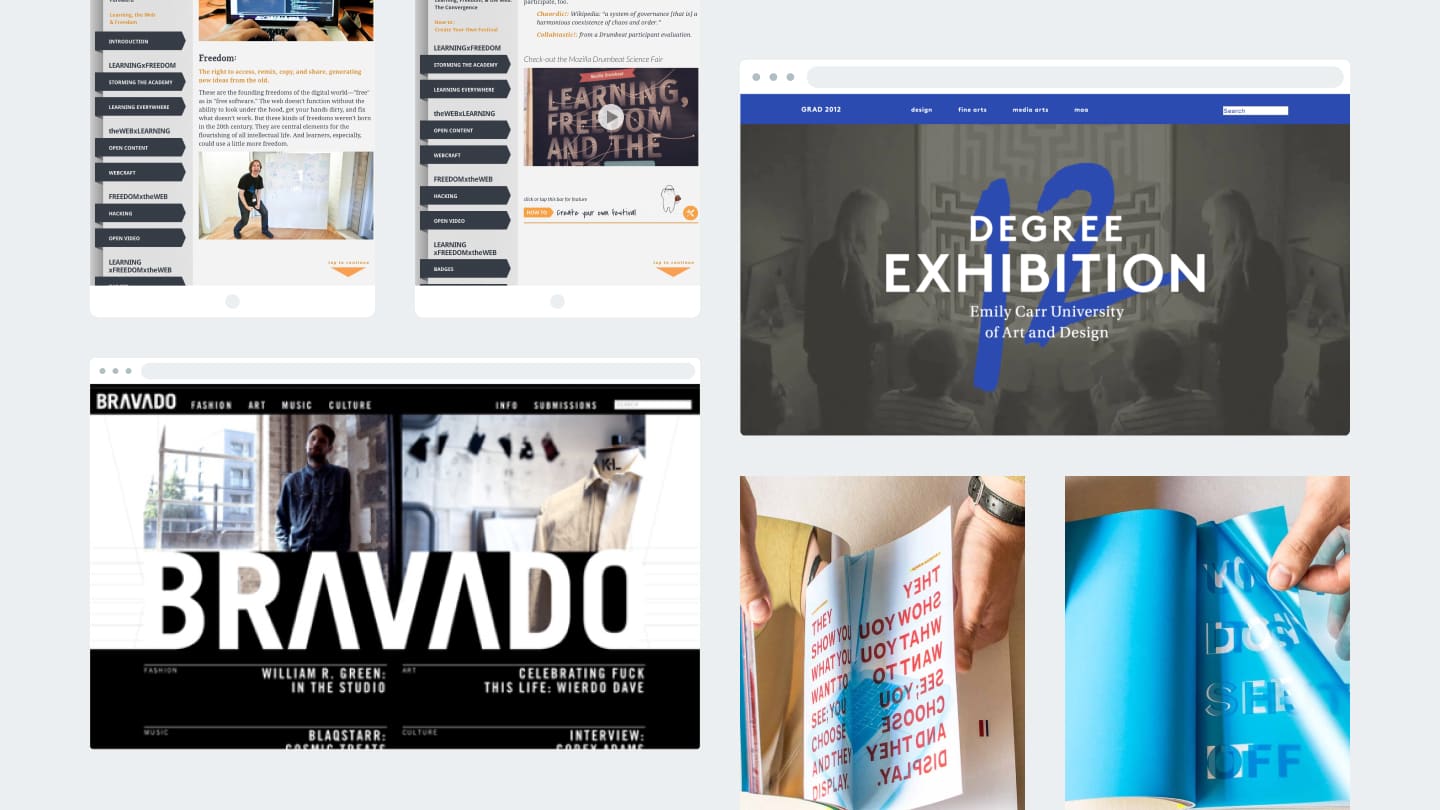 Learning, the Web
& Freedom
INTRODUCTION
LEARNINGxFREEDOM
STORMING THE ACADEMY
LEARNING EVERYWHERE
theWEBxLEARNING
OPEN CONTENT
WEBCRAFT
FREEDOMxtheWEB
HACKING
OPEN VIDEO
LEARNING
xFREEDOMxtheWEB
Freedom:
The right to access, remix, copy, and share, generating
new ideas from the old.
These are the founding freedoms of the digital world—"free"
as in "free software." The web doesn't function without the
ability to look under the hood, get your hands dirty, and fix
what doesn't work. But these kinds of freedoms weren't born
in the 20th century. They are central elements for the
flourishing of all intellectual life. And learners, especially,
could use a little more freedom.
tap to continue
The Convergence
How to:
Create Your Own Festival
LEARNINGxFREEDOM
STORMING THE ACADEMY
LEARNING EVERYWHERE
theWEBxLEARNING
OPEN CONTENT
WEBCRAFT
FREEDOMxtheWEB
HACKING
OPEN VIDEO
LEARNING
xFREEDOMxtheWEB
BADGES
participate, too.
Chaordic!: Wikipedia: "a system of governance [that is] a
harmonious coexistence of chaos and order."
Collabtastic!: from a Drumbeat participant evaluation.
Check-out the Mozilla Drumbeat Science Fair
Mozilla Drumbeat
LEARNING,
FREEDOM
AND THE
click or tap this bar for feature
HOW TO Create your own festival
tap to continue
GRAD 2012 design fine arts media arts moa
Search
12
DEGREE
EXHIBITION
Emily Carr University
of Art and Design
BRAVADO FASHION ART MUSIC CULTURE INFO SUBMISSIONS
SEARCH
K+L
BRAVADO
FASHION
WILLIAM R. GREEN:
IN THE STUDIO
ART
CELEBRATING FUCK
THIS LIFE: WIERDO DAVE
MUSIC
BLAQSTARR:
COSMIC TREATS
CULTURE
INTERVIEW:
COREY ADAMS
THEY
SHOW YOU
WHAT YOU
WANT TO
SEE; YOU
CHOOSE
AND THEY
DISPLAY.
THEY
SHOW YOU
WHAT YOU
WANT TO
SEE; YOU
CHOOSE
AND THEY
DISPLAY.
OFF